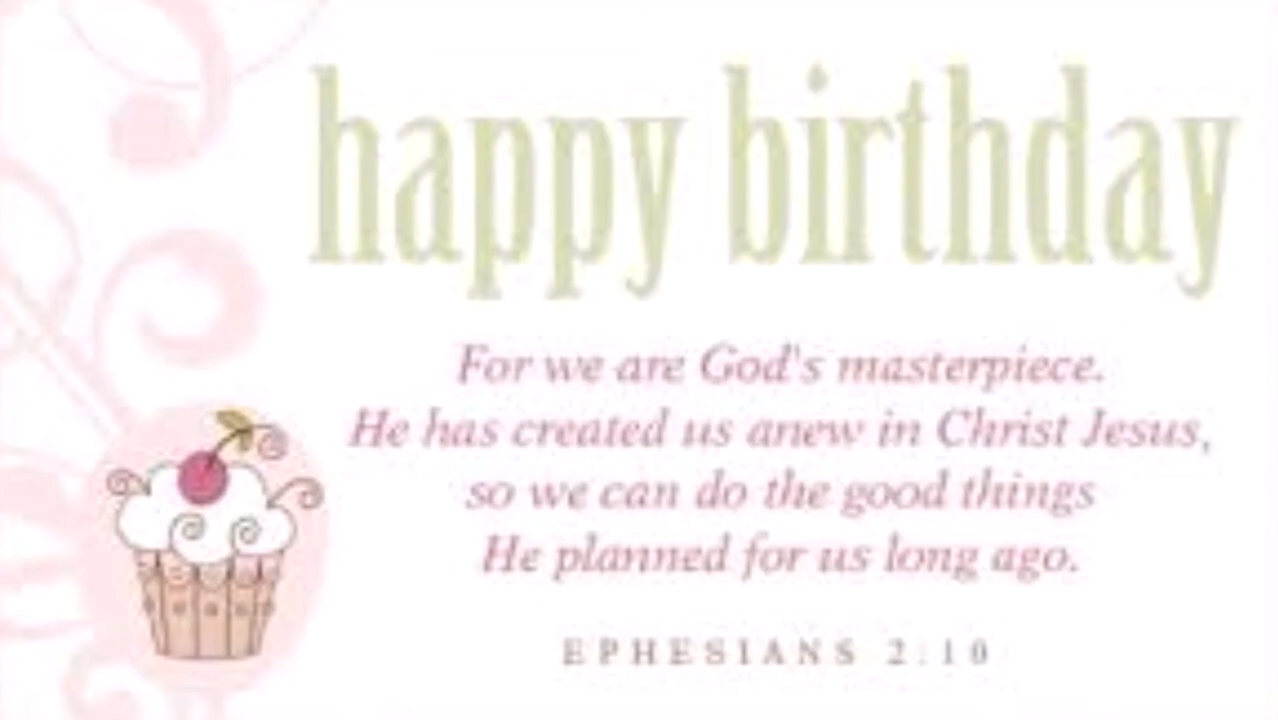 happy birthday
For we are God's masterpiece.
He has created us anew in Christ Jesus,
so we can do the good things
He planned for us long ago.
EPHESIANS 2:10